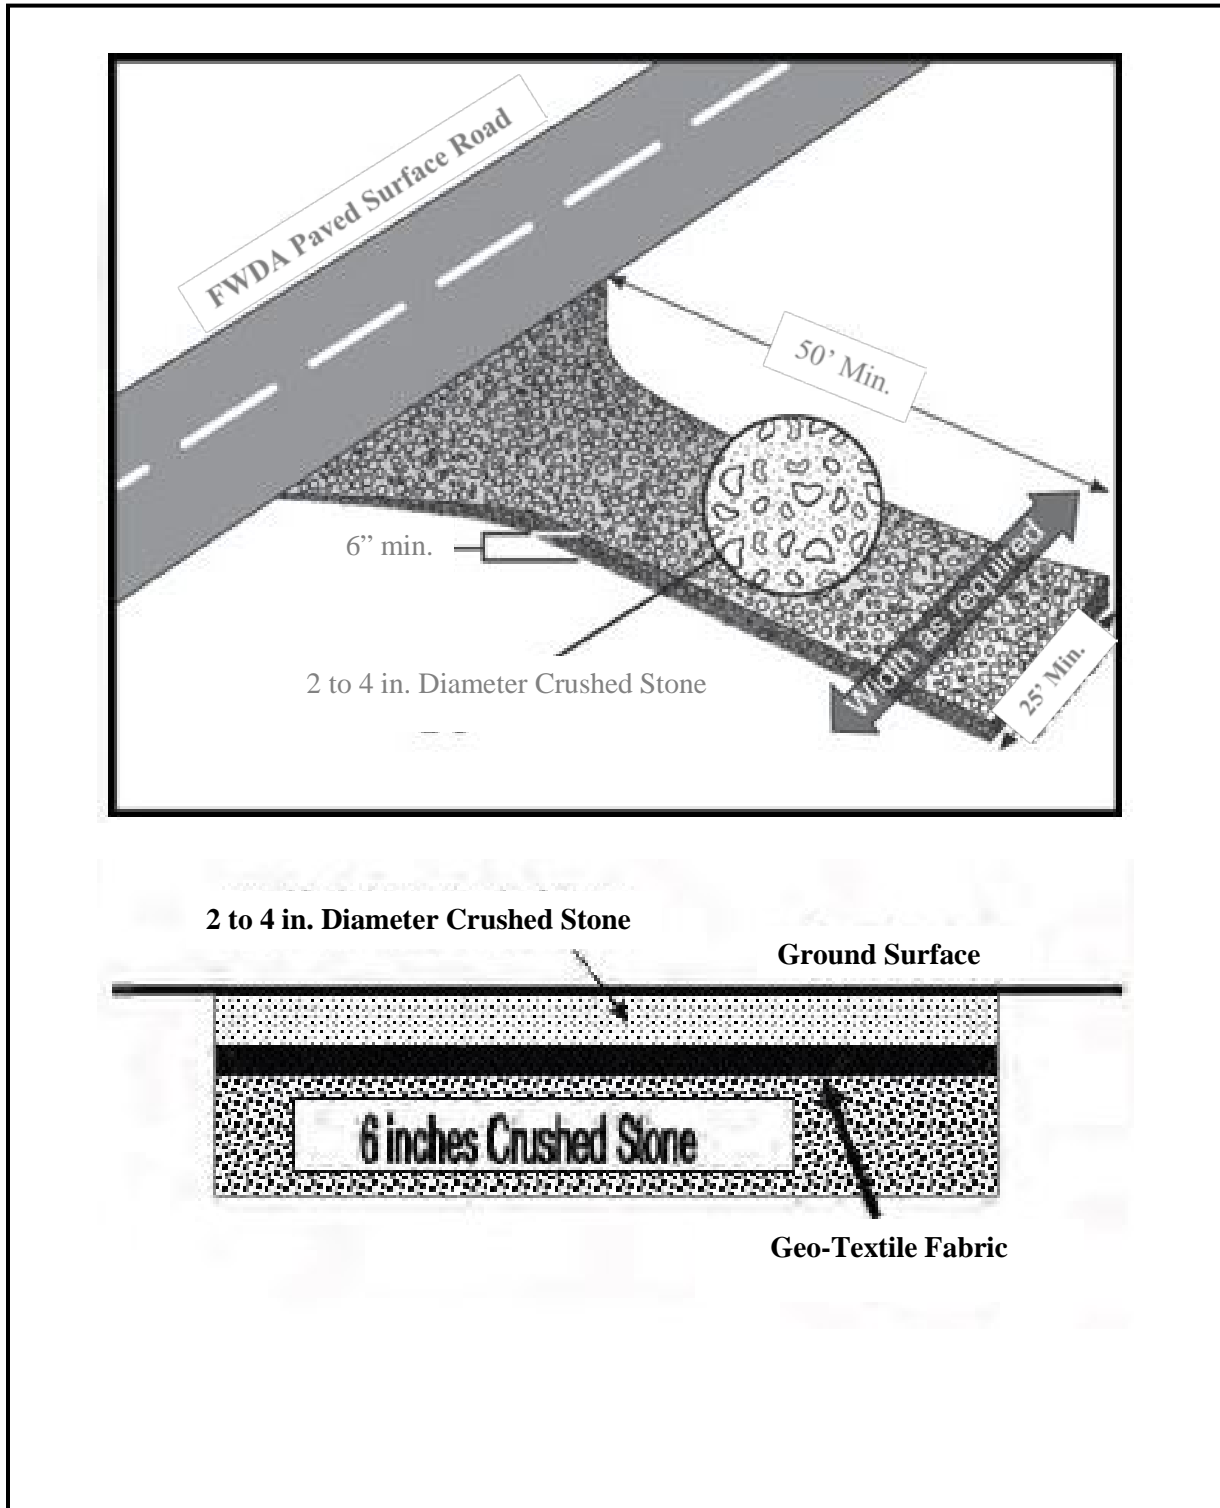 FWDA Paved Surface Road
50’ Min.
6” min.
Width as required
25’ Min.
2 to 4 in. Diameter Crushed Stone
2 to 4 in. Diameter Crushed Stone
Ground Surface
6 inches Crushed Stone
Geo-Textile Fabric